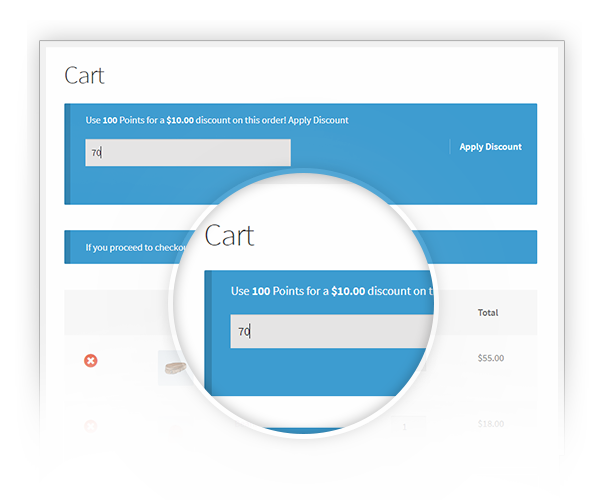 Cart
Use 100 Points for a $10.00 discount on this order! Apply Discount
70
Apply Discount
If you proceed to
Cart
Use 100 Points for a $10.00 discount on
70
Total
$55.00
$18.00
1